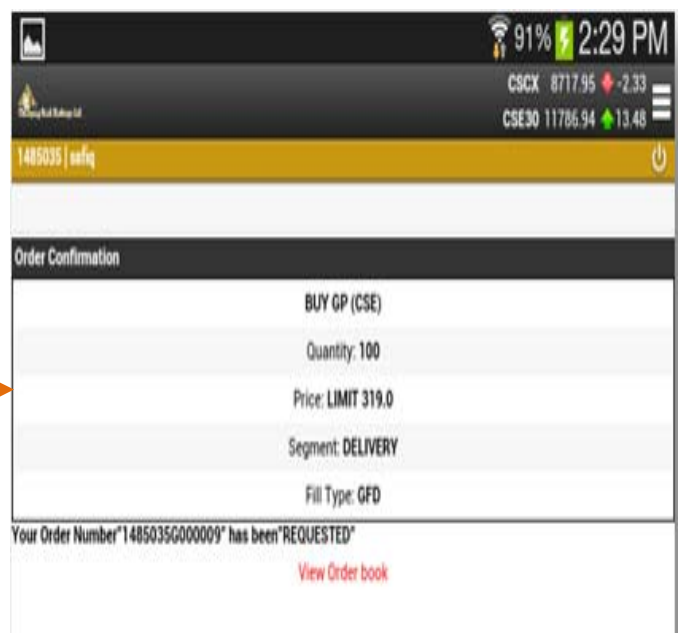 91% 2:29 PM
CSCX 8717.95 -2.33
CSE30 11786.94 13.48
1485035 | safiq
Order Confirmation
BUY GP (CSE)
Quantity: 100
Price: LIMIT 319.0
Segment: DELIVERY
Fill Type: GFD
Your Order Number"1485035G000009" has been"REQUESTED"
View Order book